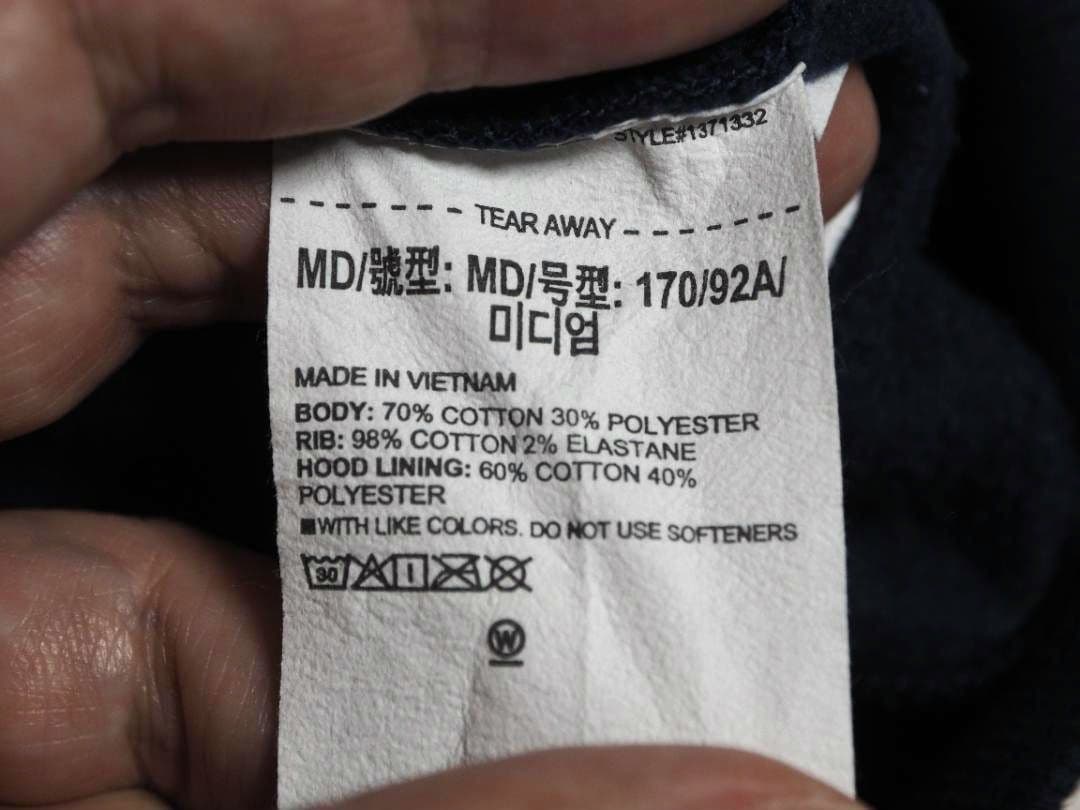 STYLE#1371332
TEAR AWAY
MD/號型: MD/号型: 170/92A/
미디엄
MADE IN VIETNAM
BODY: 70% COTTON 30% POLYESTER
RIB: 98% COTTON 2% ELASTANE
HOOD LINING: 60% COTTON 40%
POLYESTER
WITH LIKE COLORS. DO NOT USE SOFTENERS
30
W